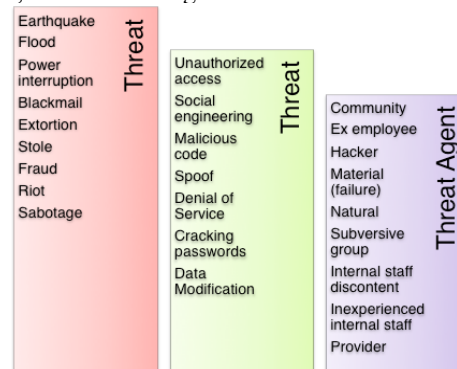 Earthquake
Flood
Power
interruption
Blackmail
Extortion
Stole
Fraud
Riot
Sabotage
Threat
Unauthorized
access
Social
engineering
Malicious
code
Spoof
Denial of
Service
Cracking
passwords
Data
Modification
Threat
Community
Ex employee
Hacker
Material
(failure)
Natural
Subversive
group
Internal staff
discontent
Inexperienced
internal staff
Provider
Threat Agent